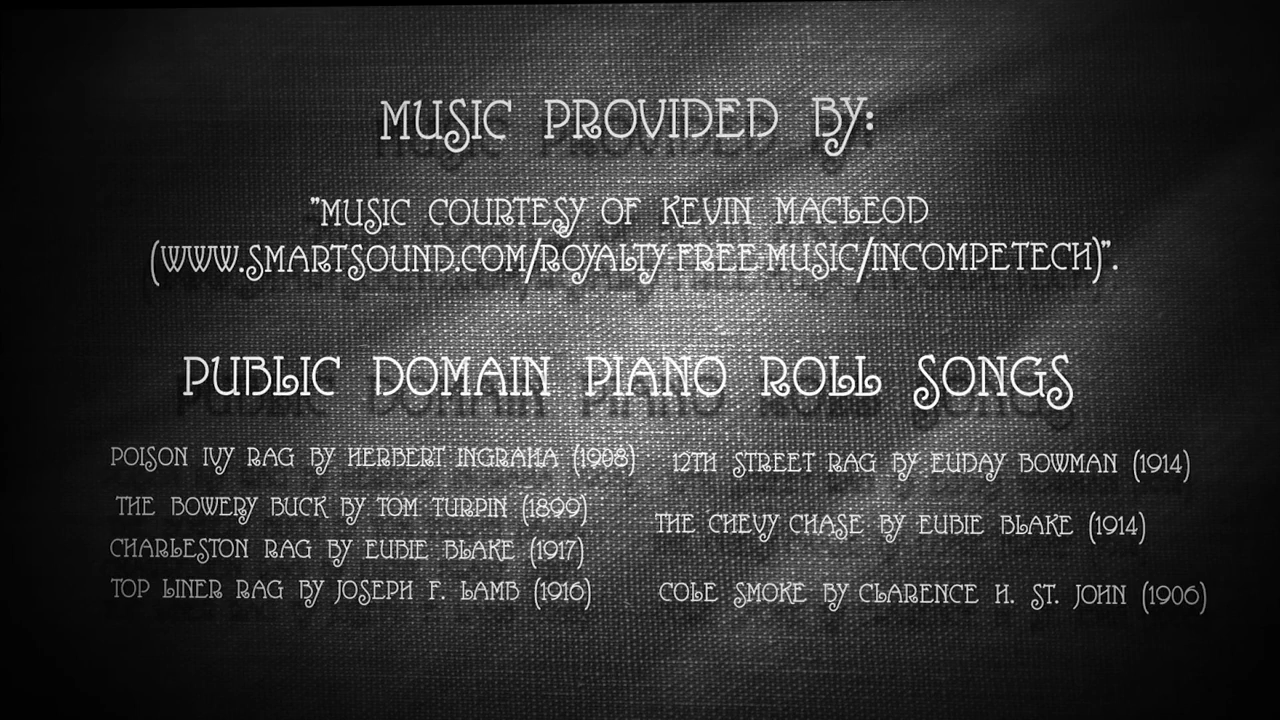 MUSIC PROVIDED BY:
"MUSIC COURTESY OF KEVIN MACLEOD
(WWW.SMARTSOUND.COM/ROYALTY-FREE-MUSIC/INCOMPETECH)".
PUBLIC DOMAIN PIANO ROLL SONGS
POISON IVY RAG BY HERBERT INGRAHA (1908)
THE BOWERY BUCK BY TOM TURPIN (1899)
CHARLESTON RAG BY EUBIE BLAKE (1917)
TOP LINER RAG BY JOSEPH F. LAMB (1916)
12TH STREET RAG BY EUDAY BOWMAN (1914)
THE CHEVY CHASE BY EUBIE BLAKE (1914)
COLE SMOKE BY CLARENCE H. ST. JOHN (1906)